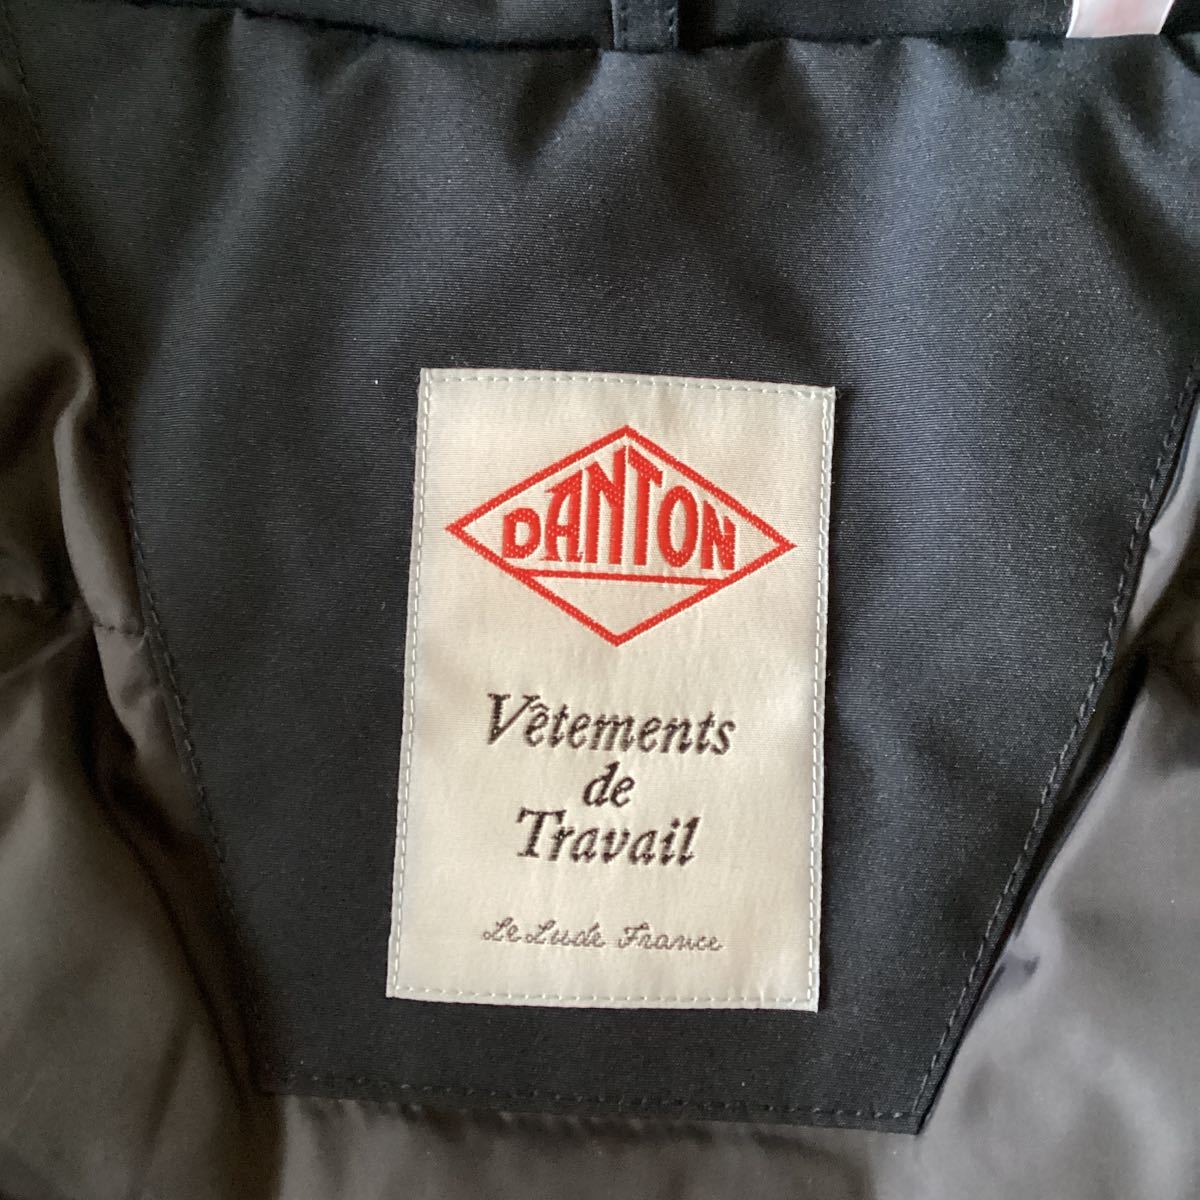 DANTON
Vêtements
de
Travail
Le Lude France